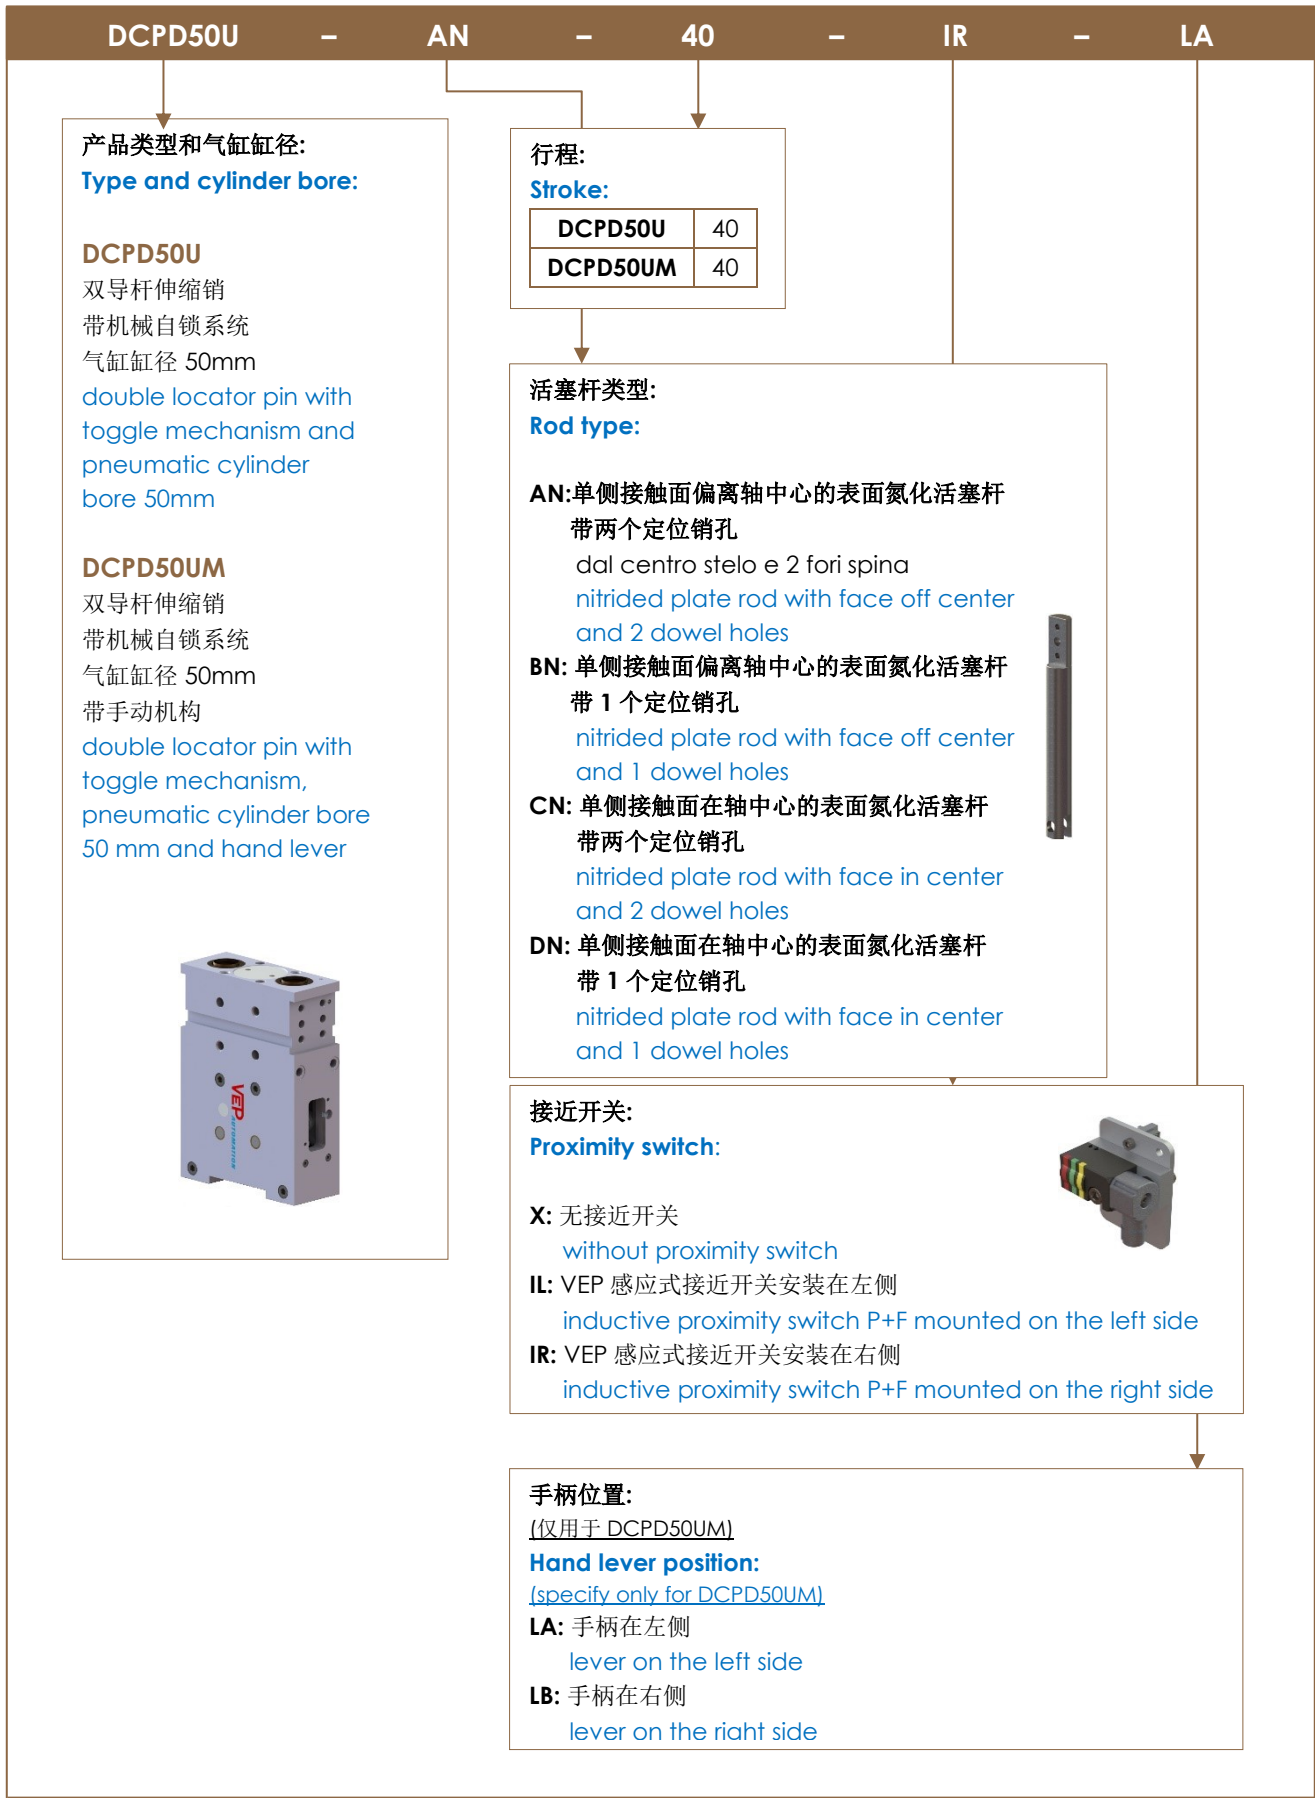 DCPD50U – AN – 40 – IR – LA
产品类型和气缸缸径:
Type and cylinder bore:
DCPD50U
双导杆伸缩销
带机械自锁系统
气缸缸径 50mm
double locator pin with
toggle mechanism and
pneumatic cylinder
bore 50mm
DCPD50UM
双导杆伸缩销
带机械自锁系统
气缸缸径 50mm
带手动机构
double locator pin with
toggle mechanism,
pneumatic cylinder bore
50 mm and hand lever
VEP
AUTOMATION
行程:
Stroke:
DCPD50U 40
DCPD50UM 40
活塞杆类型:
Rod type:
AN:单侧接触面偏离轴中心的表面氮化活塞杆
带两个定位销孔
dal centro stelo e 2 fori spina
nitrided plate rod with face off center
and 2 dowel holes
BN: 单侧接触面偏离轴中心的表面氮化活塞杆
带 1 个定位销孔
nitrided plate rod with face off center
and 1 dowel holes
CN: 单侧接触面在轴中心的表面氮化活塞杆
带两个定位销孔
nitrided plate rod with face in center
and 2 dowel holes
DN: 单侧接触面在轴中心的表面氮化活塞杆
带 1 个定位销孔
nitrided plate rod with face in center
and 1 dowel holes
接近开关:
Proximity switch:
X: 无接近开关
without proximity switch
IL: VEP 感应式接近开关安装在左侧
inductive proximity switch P+F mounted on the left side
IR: VEP 感应式接近开关安装在右侧
inductive proximity switch P+F mounted on the right side
手柄位置:
(仅用于 DCPD50UM)
Hand lever position:
(specify only for DCPD50UM)
LA: 手柄在左侧
lever on the left side
LB: 手柄在右侧
lever on the right side